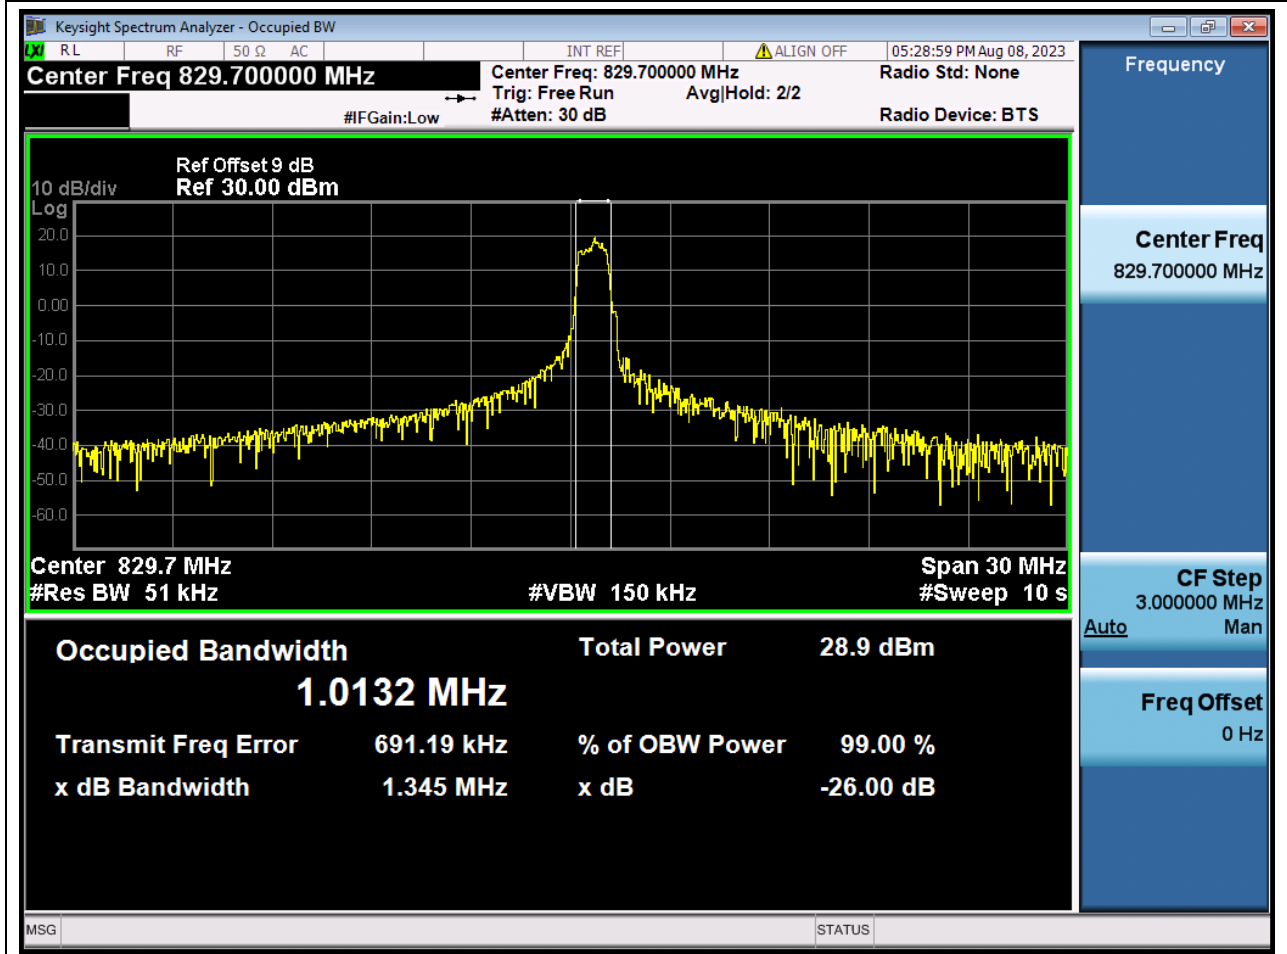 Keysight Spectrum Analyzer - Occupied BW
LXI RL RF 50 Ω AC INT REF ALIGN OFF 05:28:59 PM Aug 08, 2023
Center Freq 829.700000 MHz
Center Freq: 829.700000 MHz
Radio Std: None
Trig: Free Run Avg|Hold: 2/2
#IFGain:Low
#Atten: 30 dB
Radio Device: BTS
Frequency
Ref Offset 9 dB
10 dB/div Ref 30.00 dBm
Log
20.0
10.0
0.00
-10.0
-20.0
-30.0
-40.0
-50.0
-60.0
Center 829.7 MHz Span 30 MHz
#Res BW 51 kHz #VBW 150 kHz #Sweep 10 s
Center Freq
829.700000 MHz
CF Step
3.000000 MHz
Auto Man
Freq Offset
0 Hz
Occupied Bandwidth Total Power 28.9 dBm
1.0132 MHz
Transmit Freq Error 691.19 kHz % of OBW Power 99.00 %
x dB Bandwidth 1.345 MHz x dB -26.00 dB
MSG STATUS